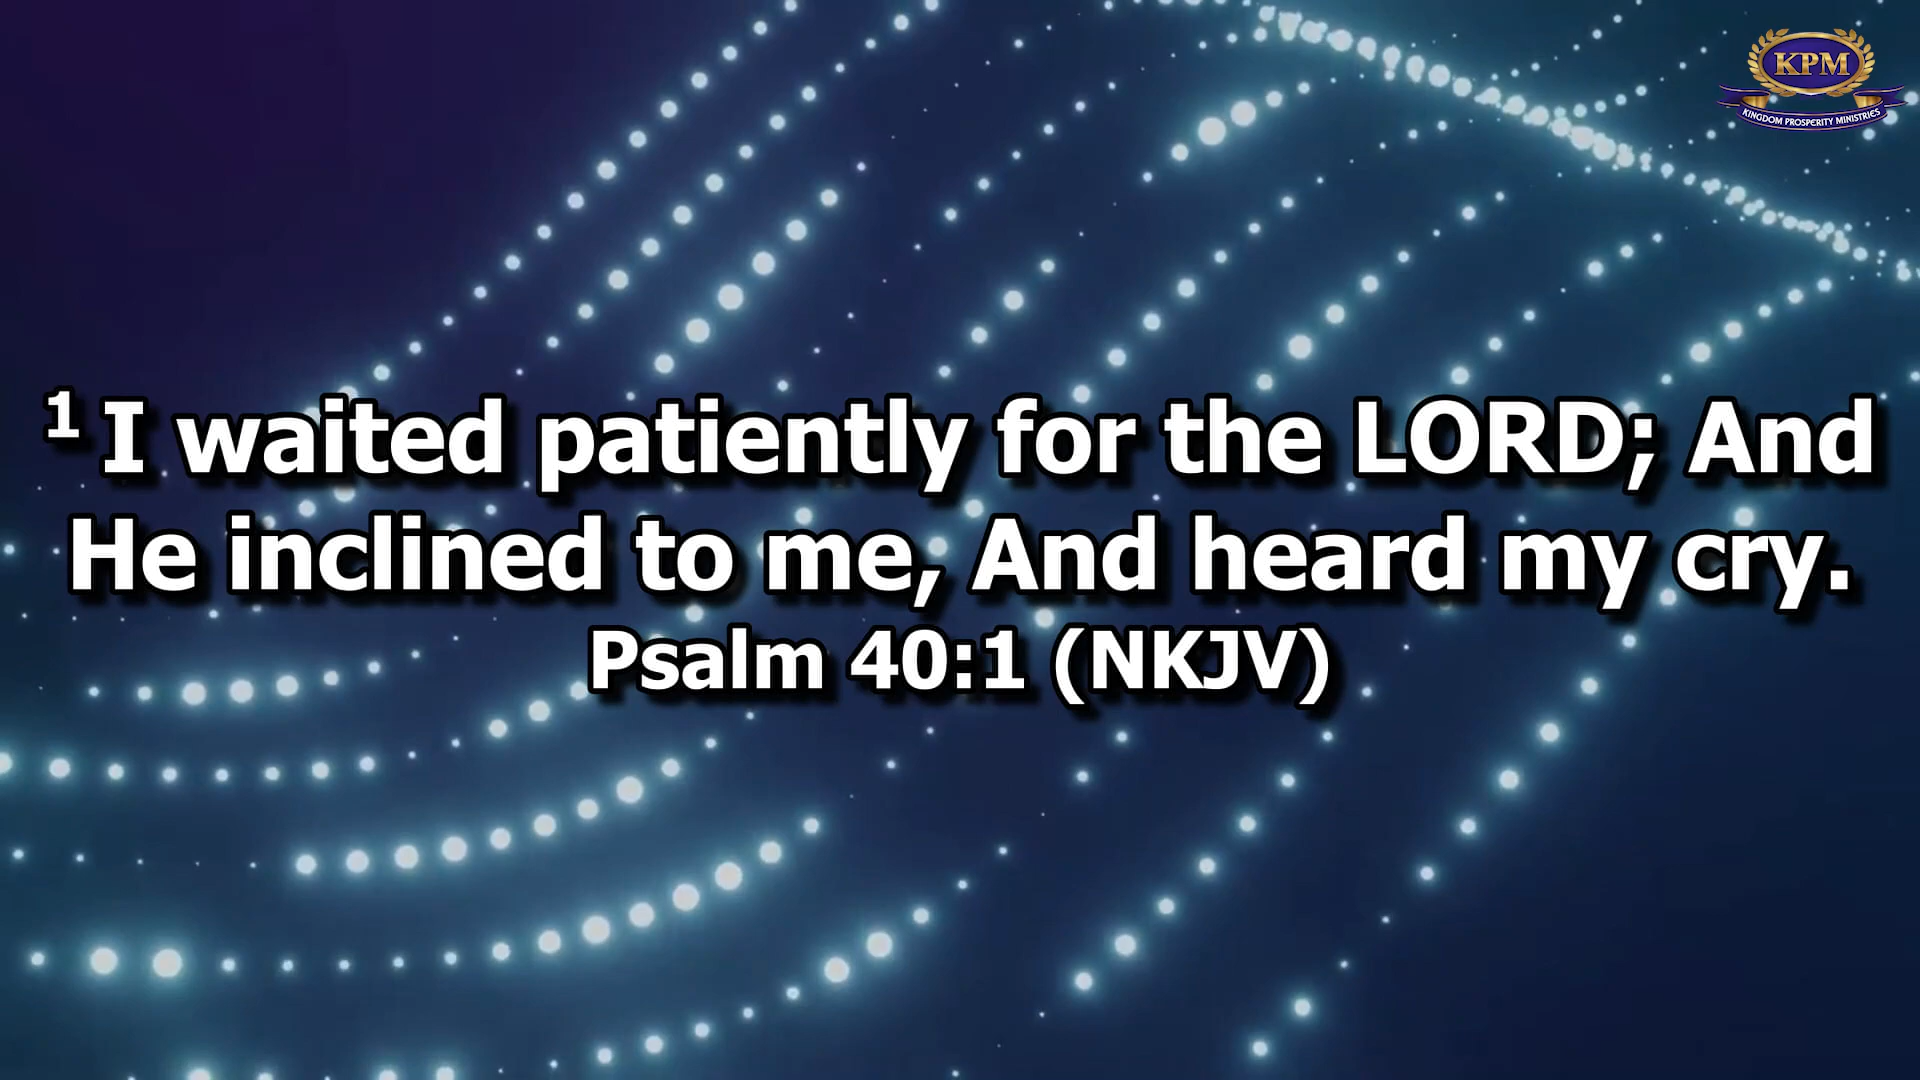 KPM
KINGDOM PROSPERITY MINISTRIES
1 I waited patiently for the LORD; And
He inclined to me, And heard my cry.
Psalm 40:1 (NKJV)